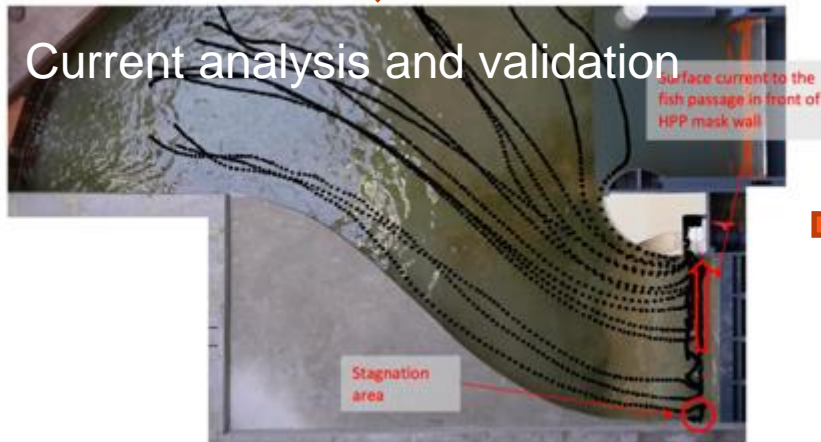 Current analysis and validation
Surface current to the
fish passage in front of
HPP mask wall
Stagnation
area